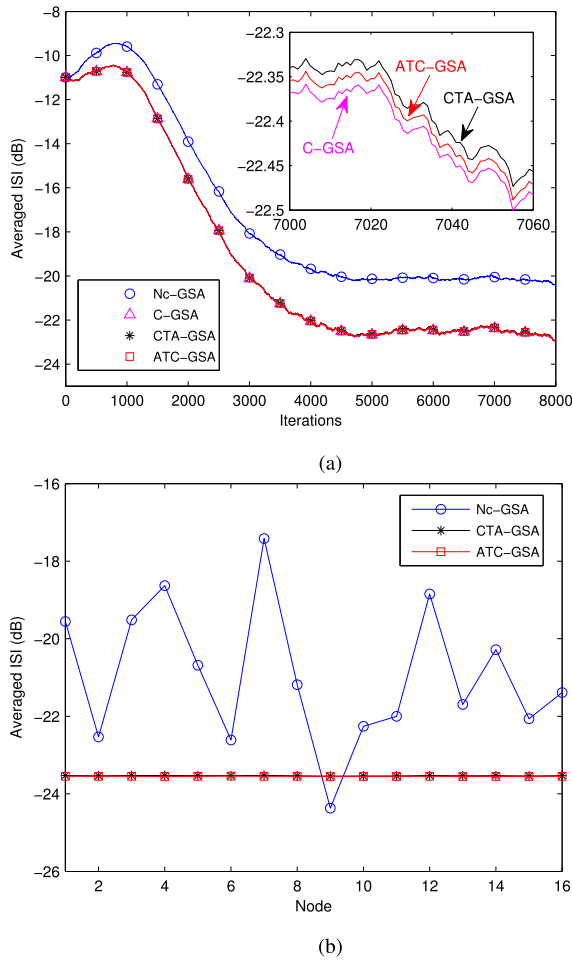 −8
−10
−12
−14
−16
−18
−20
−22
−24
Averaged ISI (dB)
0 1000 2000 3000 4000 5000 6000 7000 8000
Iterations
Nc−GSA
C−GSA
CTA−GSA
ATC−GSA
−22.3
−22.35
−22.4
−22.45
−22.5
7000 7020 7040 7060
ATC−GSA
CTA−GSA
C−GSA
(a)
−16
−18
−20
−22
−24
−26
Averaged ISI (dB)
2 4 6 8 10 12 14 16
Node
Nc−GSA
CTA−GSA
ATC−GSA
(b)